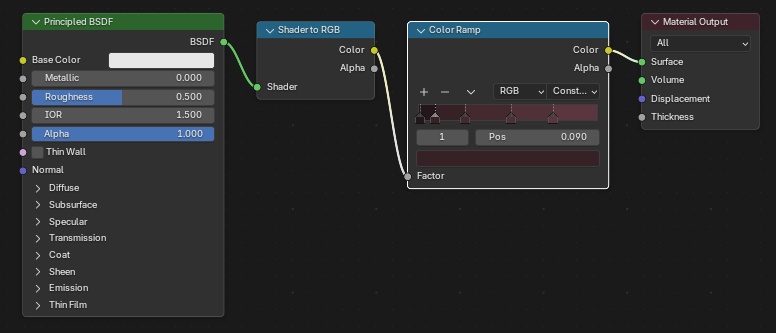 Principled BSDF
BSDF
Base Color
Metallic 0.000
Roughness 0.500
IOR 1.500
Alpha 1.000
Thin Wall
Normal
Diffuse
Subsurface
Specular
Transmission
Coat
Sheen
Emission
Thin Film
Shader to RGB
Color
Alpha
Shader
Color Ramp
Color
Alpha
RGB Const...
1 Pos 0.090
Factor
Material Output
All
Surface
Volume
Displacement
Thickness